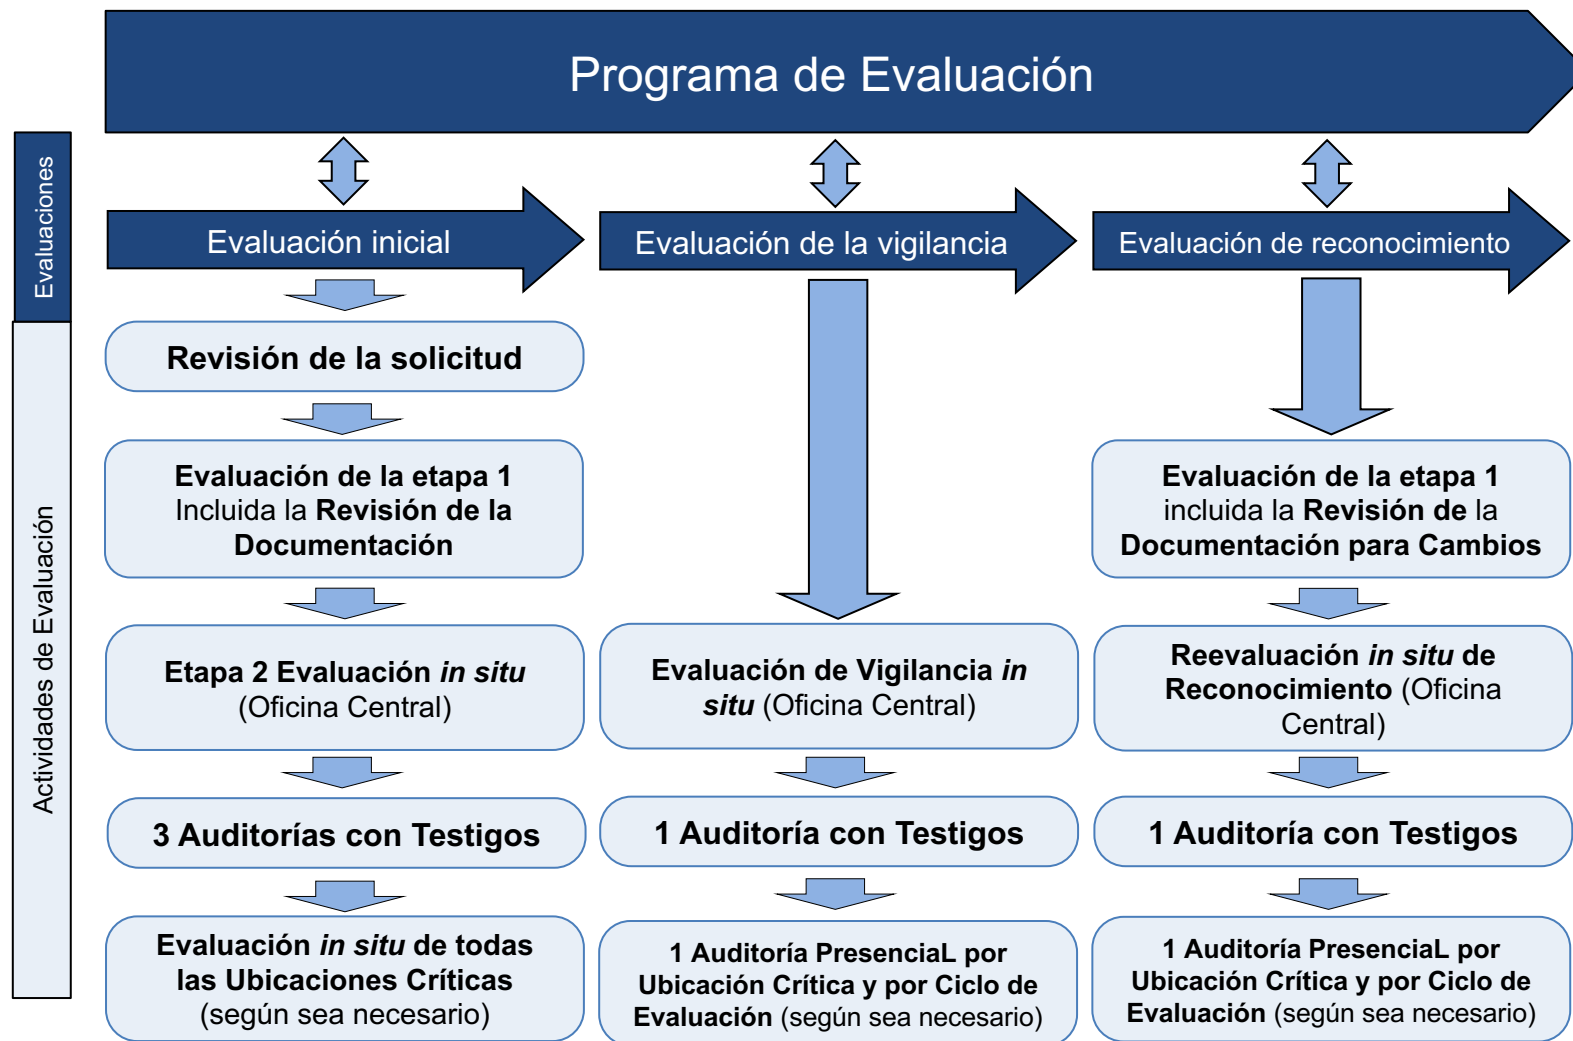 Programa de Evaluación
Evaluaciones
Evaluación inicial
Evaluación de la vigilancia
Evaluación de reconocimiento
Actividades de Evaluación
Revisión de la solicitud
Evaluación de la etapa 1
Incluida la Revisión de la
Documentación
Etapa 2 Evaluación in situ
(Oficina Central)
3 Auditorías con Testigos
Evaluación in situ de todas
las Ubicaciones Críticas
(según sea necesario)
Evaluación de Vigilancia in
situ (Oficina Central)
1 Auditoría con Testigos
1 Auditoría PresenciaL por
Ubicación Crítica y por Ciclo de
Evaluación (según sea necesario)
Evaluación de la etapa 1
incluida la Revisión de la
Documentación para Cambios
Reevaluación in situ de
Reconocimiento (Oficina
Central)
1 Auditoría con Testigos
1 Auditoría PresenciaL por
Ubicación Crítica y por Ciclo de
Evaluación (según sea necesario)